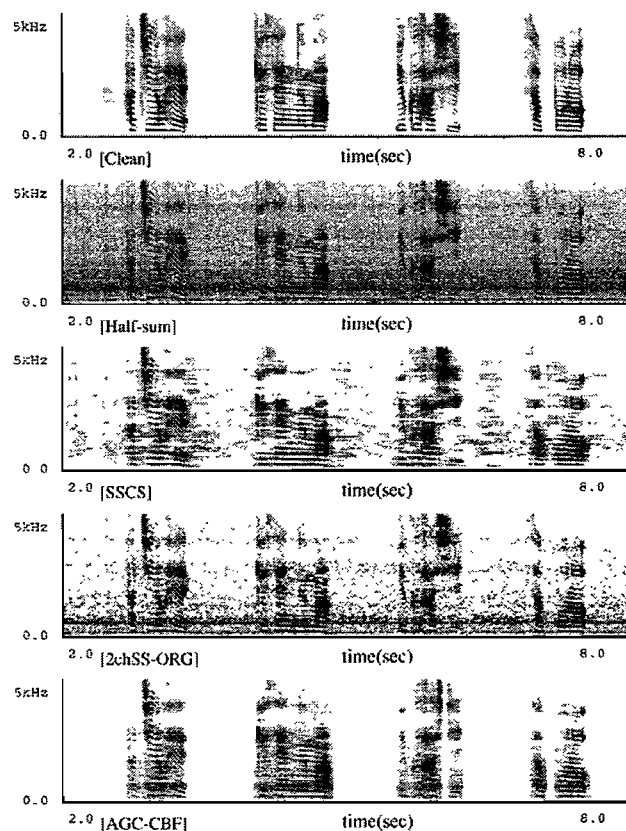 5kHz
0.0
2.0 [Clean] time(sec) 8.0
5kHz
0.0
2.0 [Half-sum] time(sec) 8.0
5kHz
0 0
2.0 [SSCS] time(sec) 8.0
5kHz
0.0
2.0 [2chSS-ORG] time(sec) 8.0
5kHz
0.0
2.0 [AGC-CBF] time(sec) 8.0